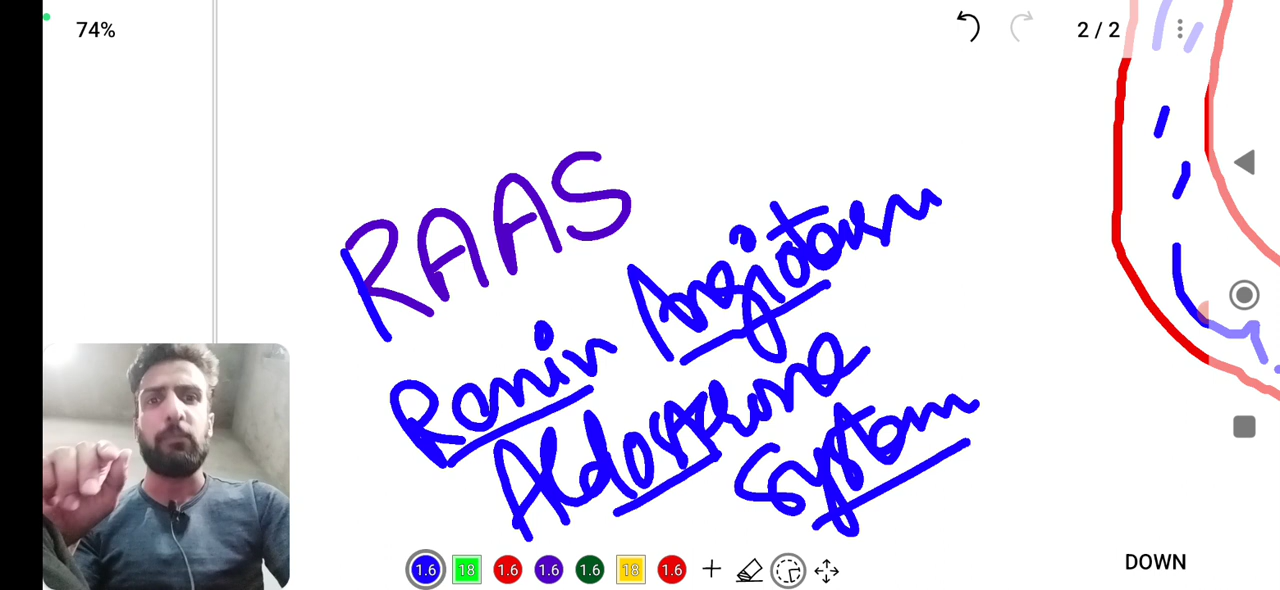 74%
2 / 2
RAAS
Renin Angiotensin
Aldosterone
System
1.6 18 1.6 1.6 1.6 18 1.6
DOWN